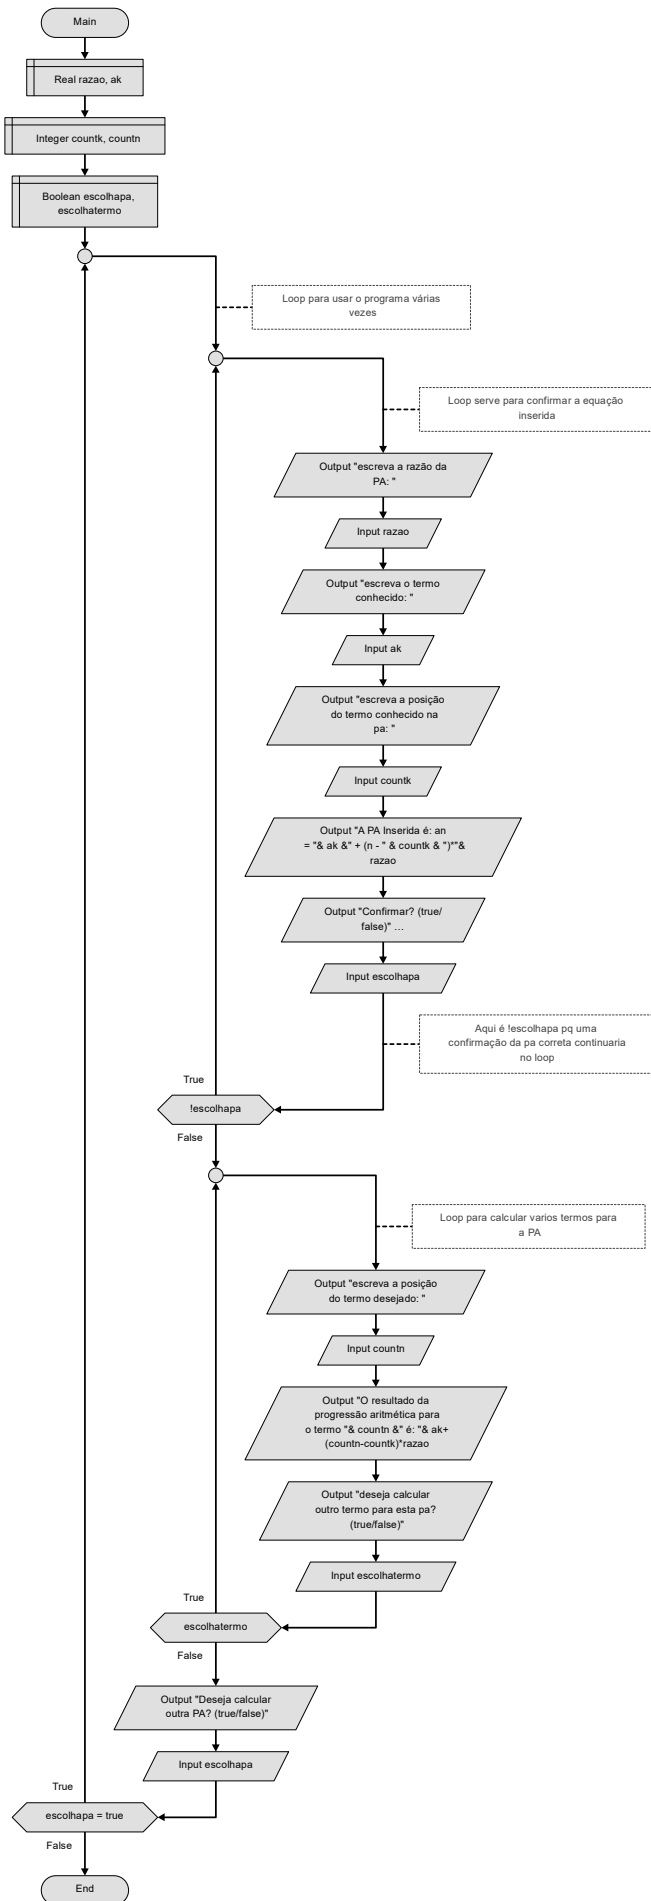 Main
Real razao, ak
Integer countk, countn
Boolean escolhapa,
escolhatermo
Loop para usar o programa várias
vezes
Loop serve para confirmar a equação
inserida
Output "escreva a razão da
PA: "
Input razao
Output "escreva o termo
conhecido: "
Input ak
Output "escreva a posição
do termo conhecido na
pa: "
Input countk
Output "A PA Inserida é: an
= "& ak &" + (n - " & countk & ")*"&
razao
Output "Confirmar? (true/
false)" ...
Input escolhapa
Aqui é !escolhapa pq uma
confirmação da pa correta continuaria
no loop
True
!escolhapa
False
Loop para calcular varios termos para
a PA
Output "escreva a posição
do termo desejado: "
Input countn
Output "O resultado da
progressão aritmética para
o termo "& countn &" é: "& ak+
(countn-countk)*razao
Output "deseja calcular
outro termo para esta pa?
(true/false)"
Input escolhatermo
True
escolhatermo
False
Output "Deseja calcular
outra PA? (true/false)"
Input escolhapa
True
escolhapa = true
False
End